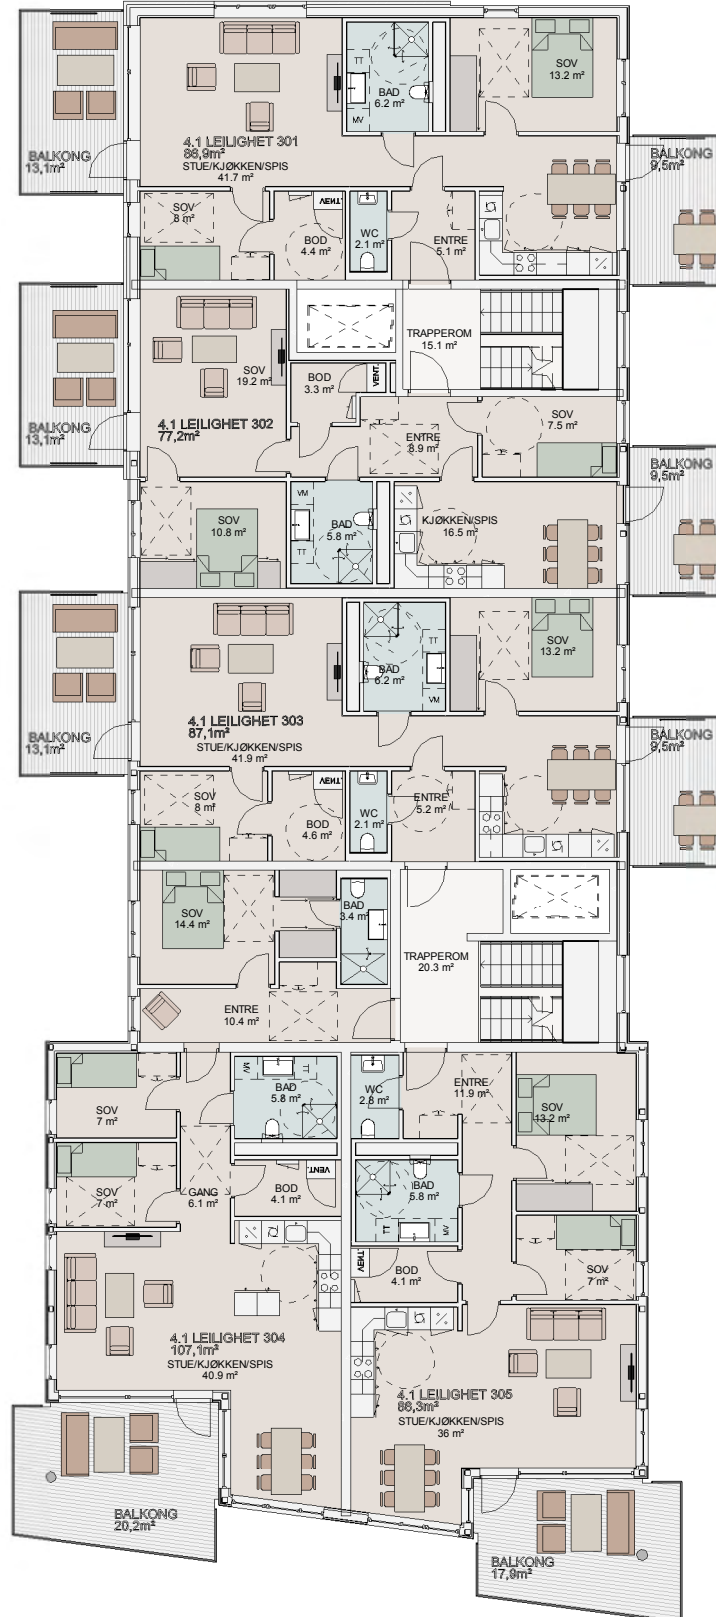 SOV
13.2 m²
TT
BAD
6.2 m²
MV
4.1 LEILIGHET 301
86,9m²
STUE/KJØKKEN/SPIS
41.7 m²
BALKONG
13,1m²
BALKONG
9,5m²
SOV
8 m²
VENT.
BOD
4.4 m²
WC
2.1 m²
ENTRE
5.1 m²
TRAPPEROM
15.1 m²
SOV
19.2 m²
BOD
3.3 m²
VENT.
4.1 LEILIGHET 302
77,2m²
BALKONG
13,1m²
SOV
7.5 m²
ENTRE
8.9 m²
BALKONG
9,5m²
VM
SOV
10.8 m²
BAD
5.8 m²
TT
KJØKKEN/SPIS
16.5 m²
SOV
13.2 m²
TT
BAD
6.2 m²
VM
4.1 LEILIGHET 303
87,1m²
STUE/KJØKKEN/SPIS
41.9 m²
BALKONG
13,1m²
BALKONG
9,5m²
SOV
8 m²
VENT.
BOD
4.6 m²
WC
2.1 m²
ENTRE
5.2 m²
SOV
14.4 m²
BAD
3.4 m²
TRAPPEROM
20.3 m²
ENTRE
10.4 m²
SOV
7 m²
MV
TT
BAD
5.8 m²
WC
2.8 m²
ENTRE
11.9 m²
SOV
13.2 m²
SOV
7 m²
GANG
6.1 m²
BOD
4.1 m²
VENT.
BAD
5.8 m²
TT
MV
VENT.
BOD
4.1 m²
SOV
7 m²
4.1 LEILIGHET 304
107,1m²
STUE/KJØKKEN/SPIS
40.9 m²
4.1 LEILIGHET 305
86,3m²
STUE/KJØKKEN/SPIS
36 m²
BALKONG
20,2m²
BALKONG
17,9m²